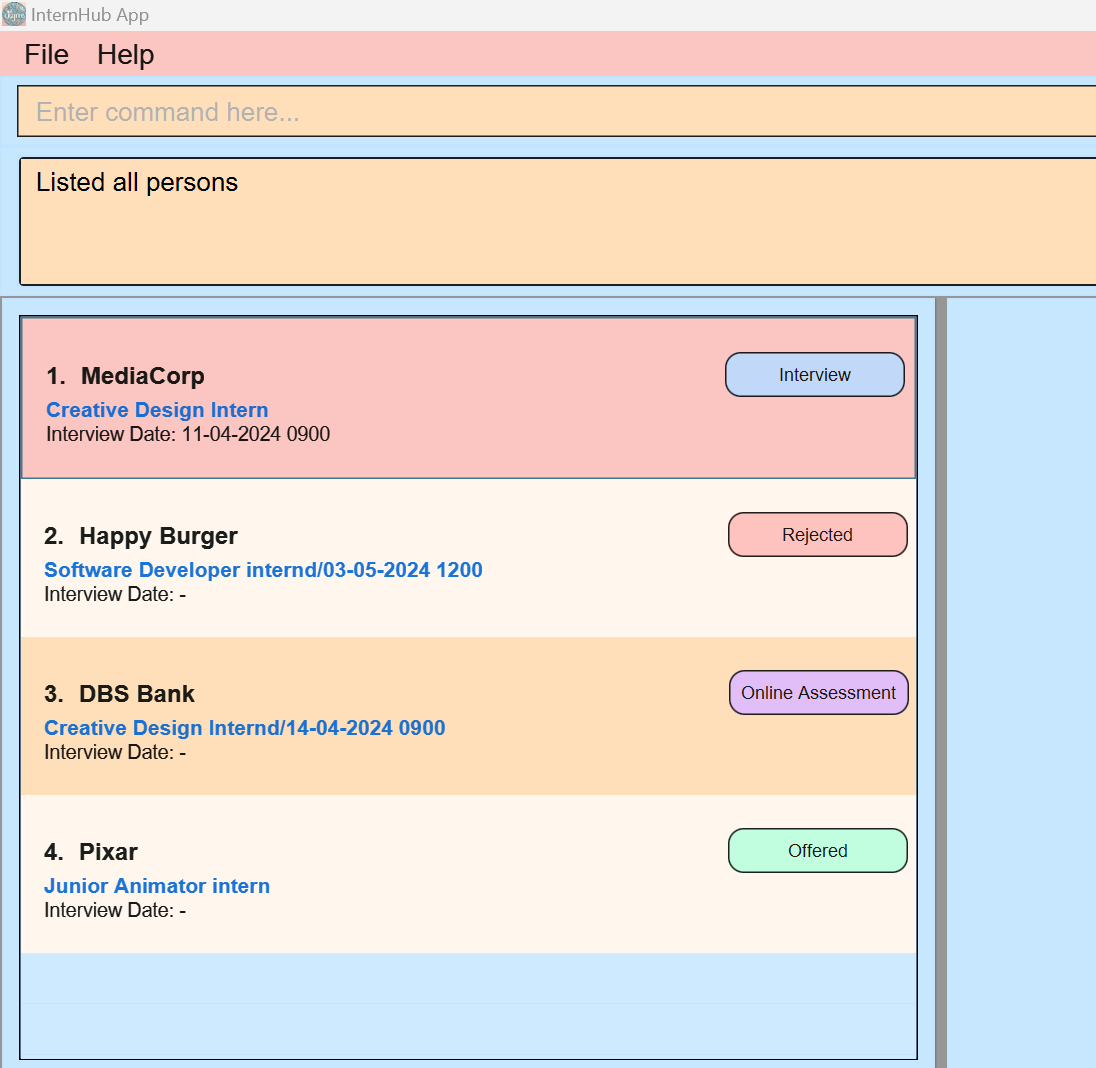 InternHub App
File Help
Enter command here...
Listed all persons
1. MediaCorp
Interview
Creative Design Intern
Interview Date: 11-04-2024 0900
2. Happy Burger
Rejected
Software Developer internd/03-05-2024 1200
Interview Date: -
3. DBS Bank
Online Assessment
Creative Design Internd/14-04-2024 0900
Interview Date: -
4. Pixar
Offered
Junior Animator intern
Interview Date: -